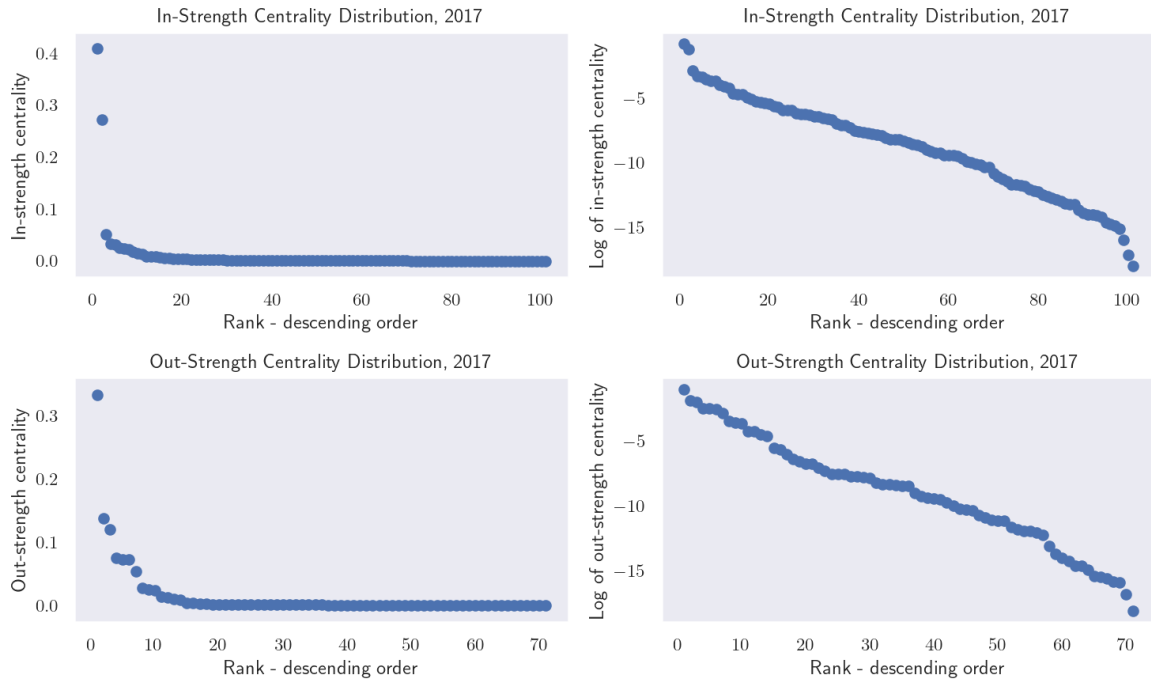 In-Strength Centrality Distribution, 2017
In-strength centrality
0.4
0.3
0.2
0.1
0.0
0 20 40 60 80 100
Rank - descending order
In-Strength Centrality Distribution, 2017
Log of in-strength centrality
−5
−10
−15
0 20 40 60 80 100
Rank - descending order
Out-Strength Centrality Distribution, 2017
Out-strength centrality
0.3
0.2
0.1
0.0
0 10 20 30 40 50 60 70
Rank - descending order
Out-Strength Centrality Distribution, 2017
Log of out-strength centrality
−5
−10
−15
0 10 20 30 40 50 60 70
Rank - descending order